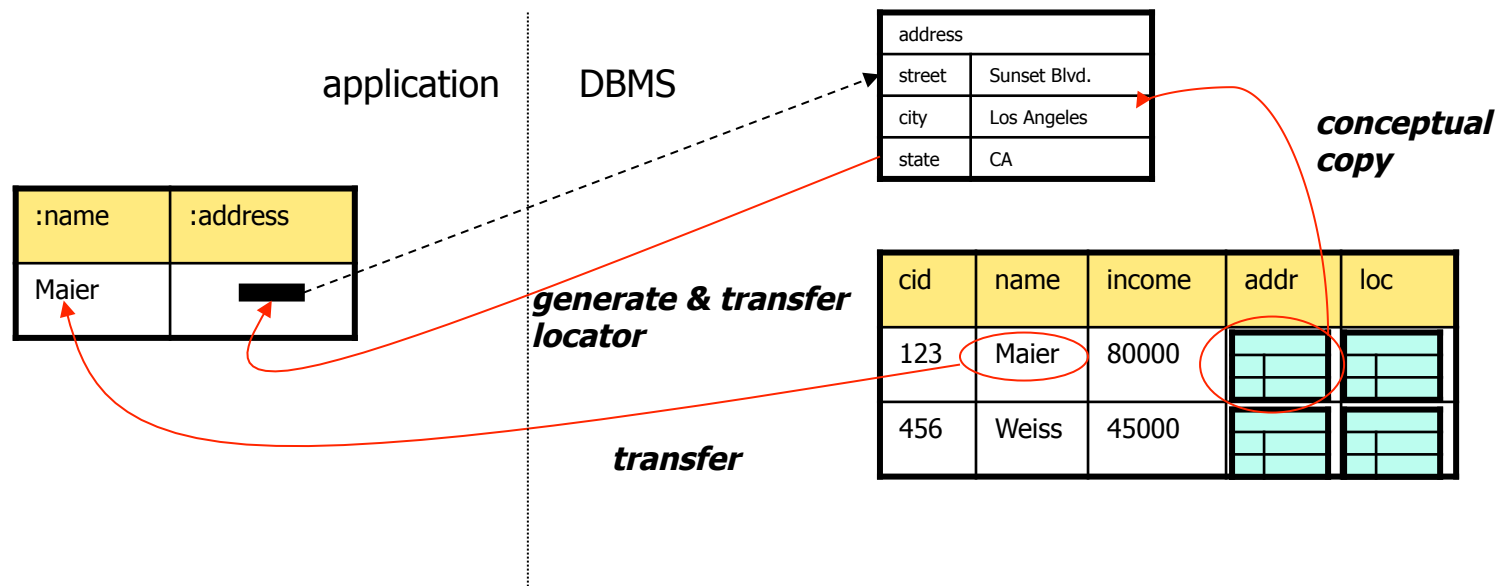 application
DBMS
address
street Sunset Blvd.
city Los Angeles
state CA
conceptual
copy
:name :address
Maier
generate & transfer
locator
cid name income addr loc
123 Maier 80000
456 Weiss 45000
transfer